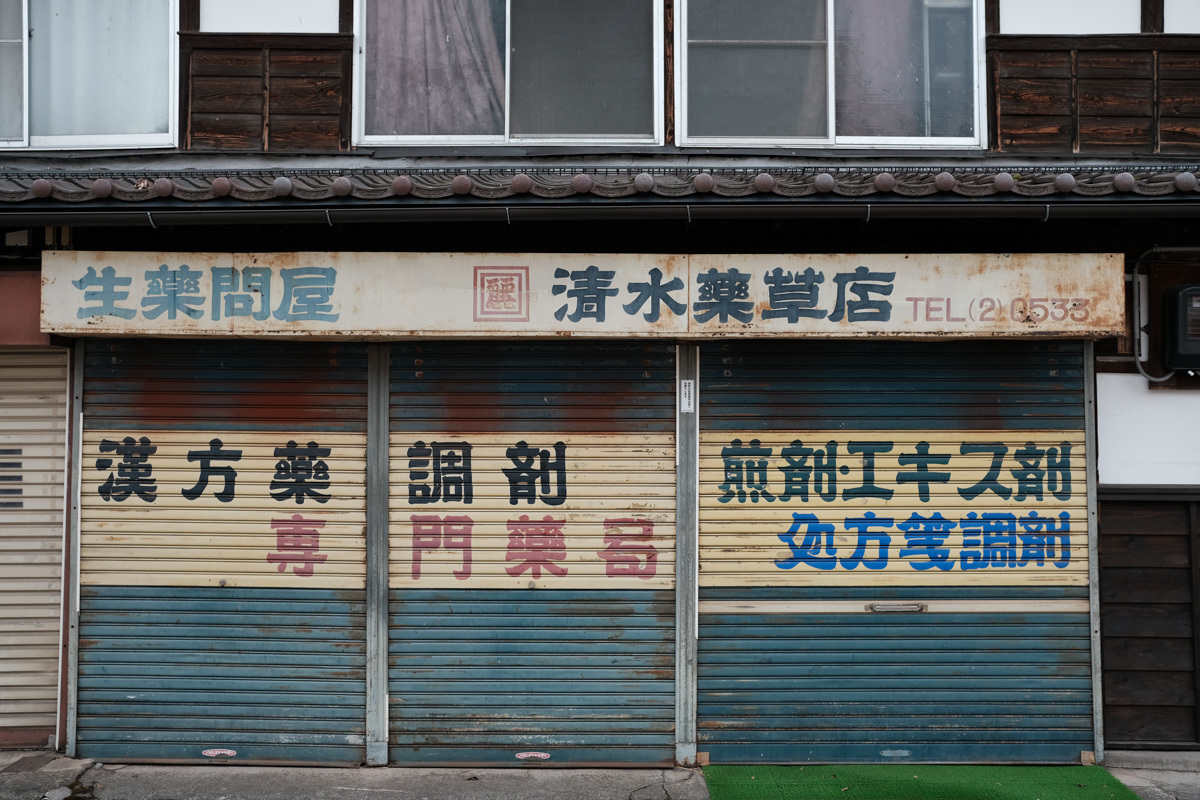 生薬問屋 麗 清水薬草店 TEL(2)0533
漢方薬調剤
専門薬局
煎剤・エキス剤
処方箋調剤